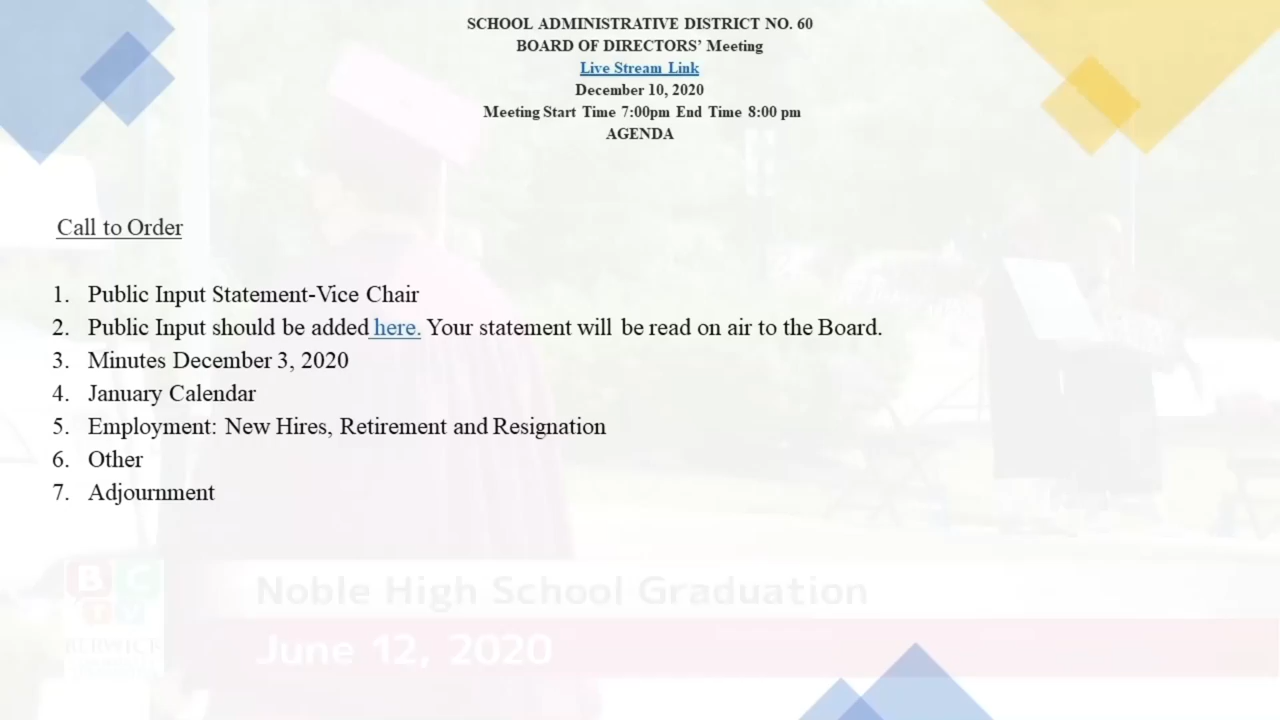 SCHOOL ADMINISTRATIVE DISTRICT NO. 60
BOARD OF DIRECTORS' Meeting
Live Stream Link
December 10, 2020
Meeting Start Time 7:00pm End Time 8:00 pm
AGENDA
Call to Order
1. Public Input Statement-Vice Chair
2. Public Input should be added here. Your statement will be read on air to the Board.
3. Minutes December 3, 2020
4. January Calendar
5. Employment: New Hires, Retirement and Resignation
6. Other
7. Adjournment
BC
TV
BERWICK
Noble High School Graduation
June 12, 2020